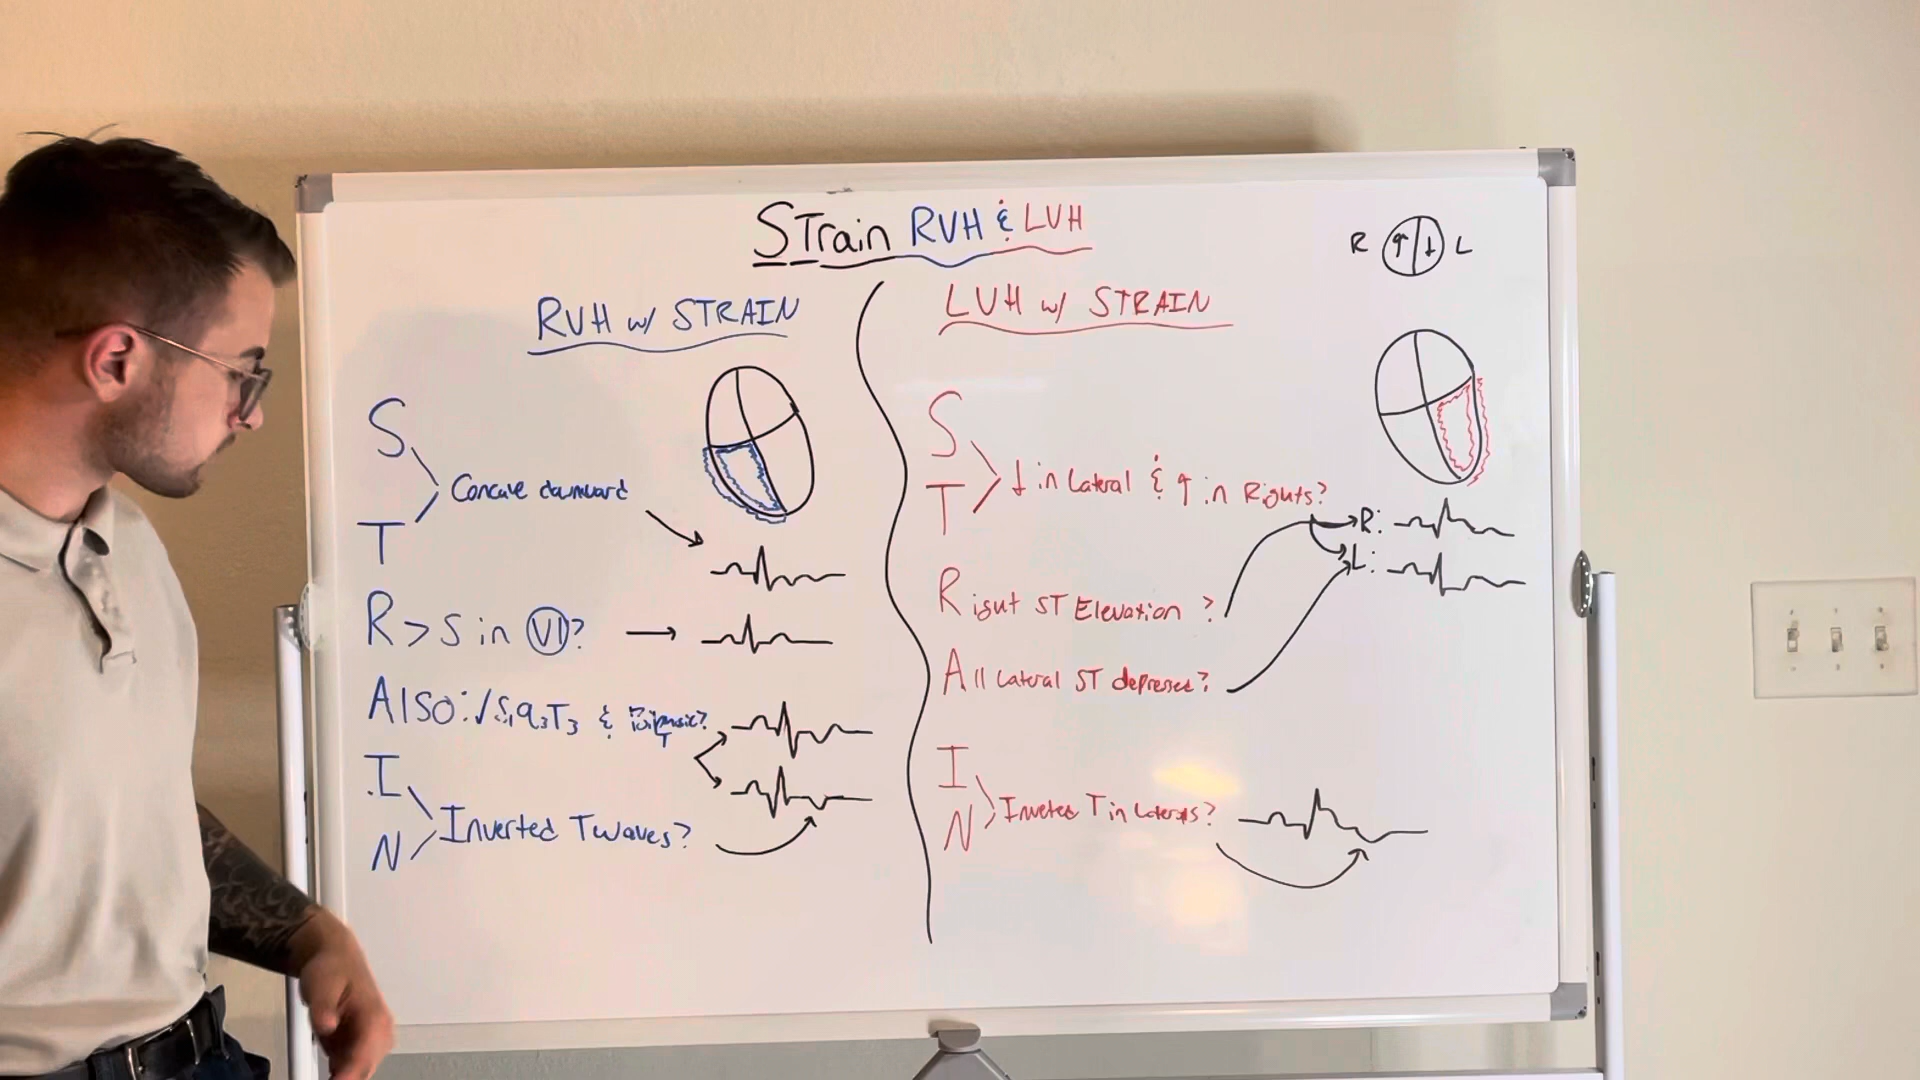 STrain RVH & LVH
R ↑ ↓ L
RVH w/ STRAIN
S
T
Concave downward
R > S in V1?
Also: √ S₁q₃T₃ & Biphasic?
T
I
N
Inverted T waves?
LVH w/ STRAIN
S
T
↓ in Lateral & ↑ in Rights?
R:
L:
Right ST Elevation ?
All Lateral ST depressed?
I
N
Inverted T in Laterals?